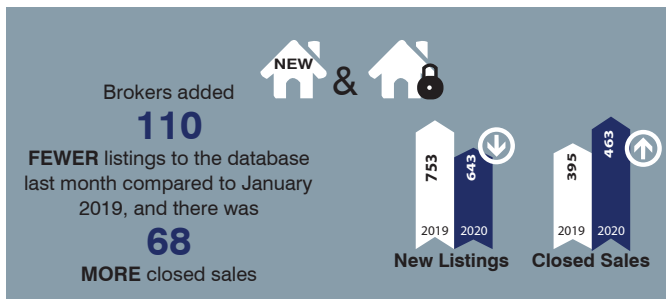 Brokers added
110
FEWER listings to the database
last month compared to January
2019, and there was
68
MORE closed sales
NEW
&
753
643
2019
2020
New Listings
395
463
2019
2020
Closed Sales